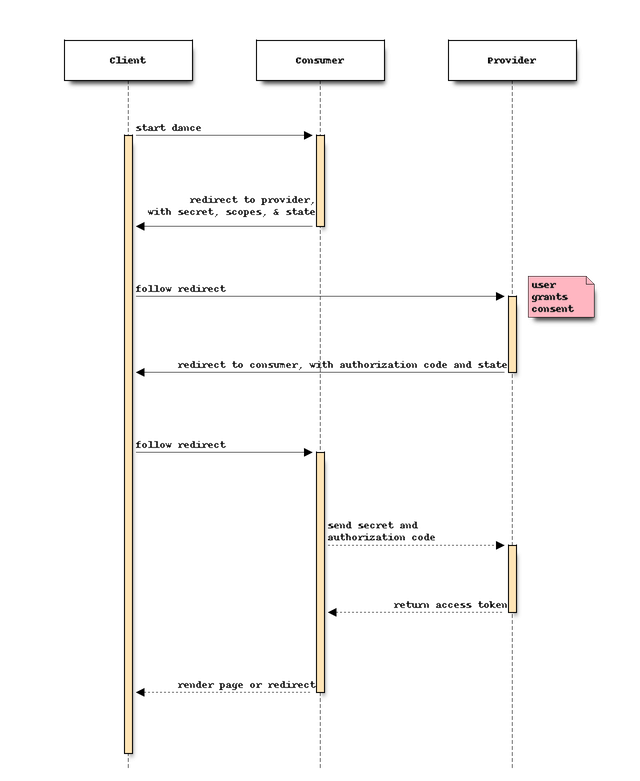 Client
Consumer
Provider
start dance
redirect to provider,
with secret, scopes, & state
follow redirect
user
grants
consent
redirect to consumer, with authorization code and state
follow redirect
send secret and
authorization code
return access token
render page or redirect